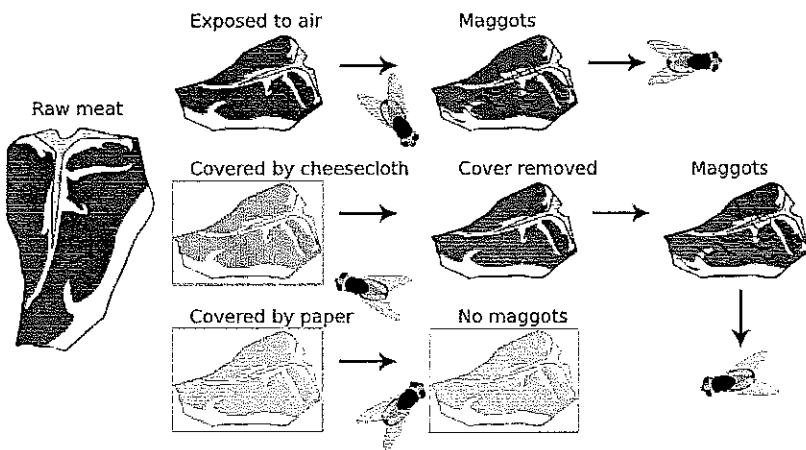 Exposed to air
Maggots
Raw meat
Covered by cheesecloth
Cover removed
Maggots
Covered by paper
No maggots